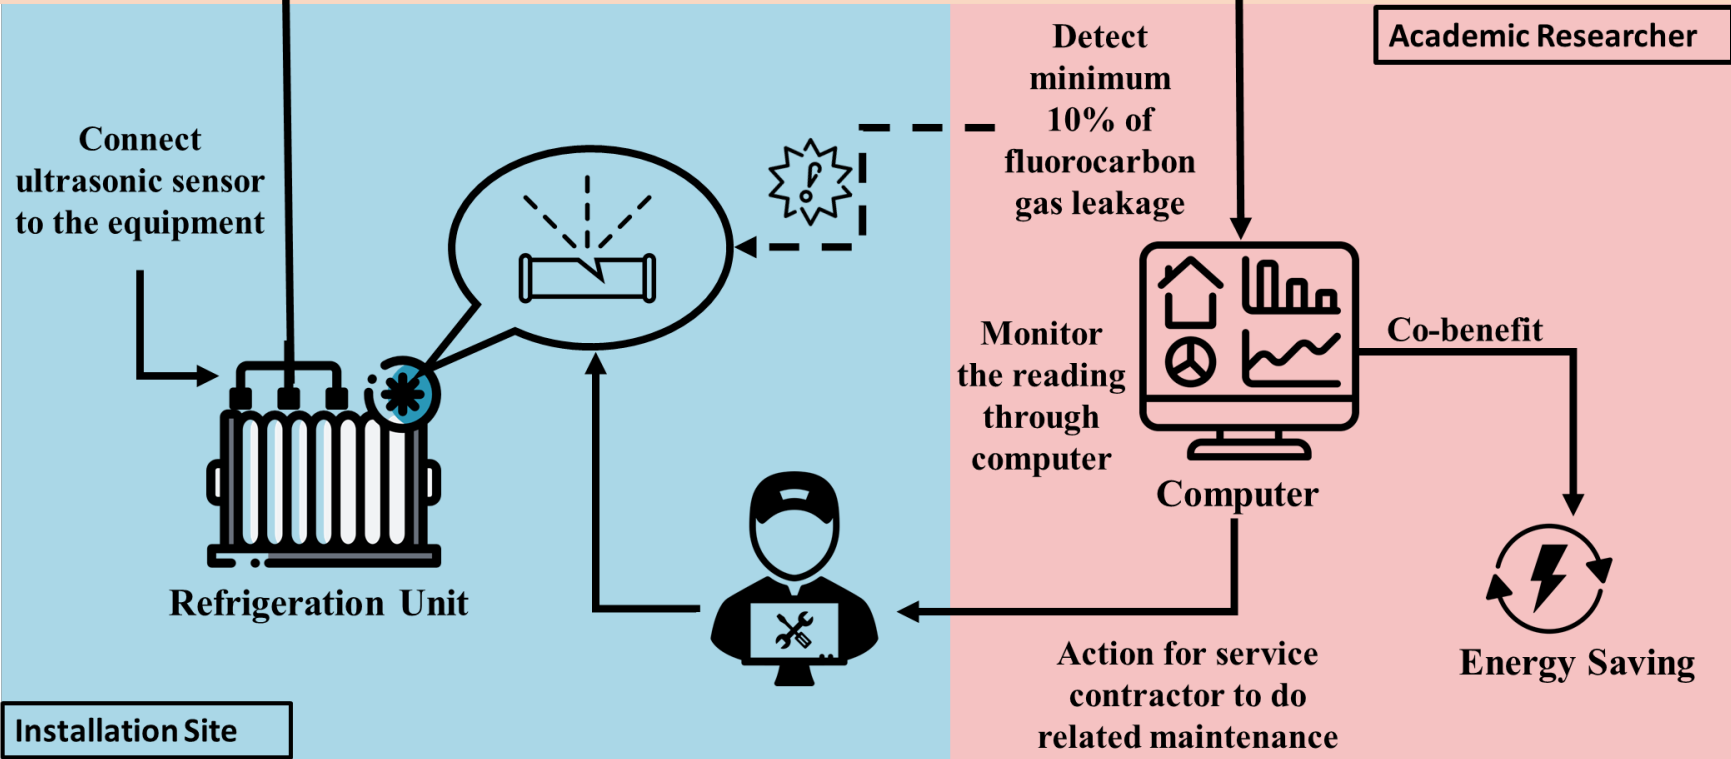 Academic Researcher
Detect
minimum
10% of
fluorocarbon
gas leakage
Connect
ultrasonic sensor
to the equipment
Monitor
the reading
through
computer
Co-benefit
Computer
Refrigeration Unit
Action for service
contractor to do
related maintenance
Energy Saving
Installation Site